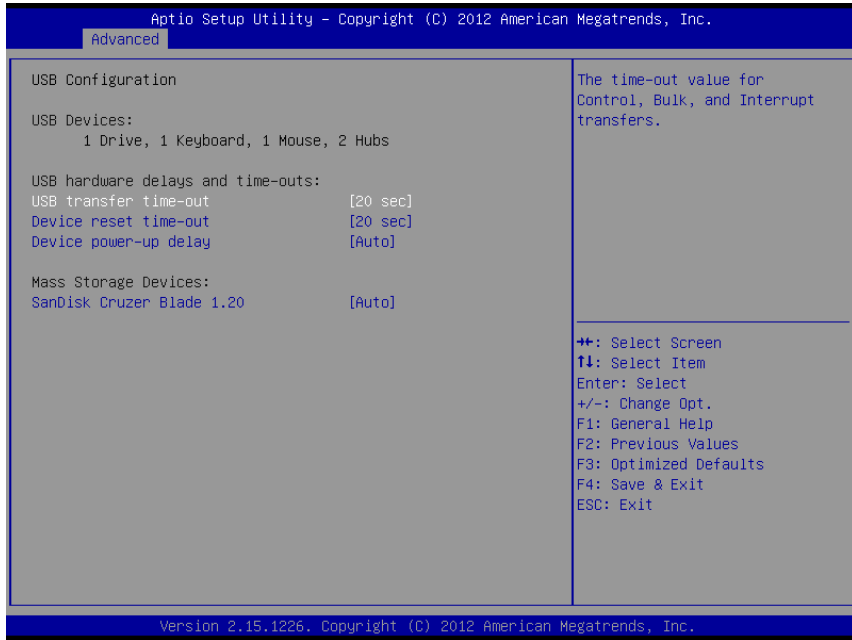 Aptio Setup Utility – Copyright (C) 2012 American Megatrends, Inc.
Advanced
USB Configuration
USB Devices:
1 Drive, 1 Keyboard, 1 Mouse, 2 Hubs
USB hardware delays and time-outs:
USB transfer time-out [20 sec]
Device reset time-out [20 sec]
Device power-up delay [Auto]
Mass Storage Devices:
SanDisk Cruzer Blade 1.20 [Auto]
The time-out value for
Control, Bulk, and Interrupt
transfers.
→←: Select Screen
↑↓: Select Item
Enter: Select
+/-: Change Opt.
F1: General Help
F2: Previous Values
F3: Optimized Defaults
F4: Save & Exit
ESC: Exit
Version 2.15.1226. Copyright (C) 2012 American Megatrends, Inc.